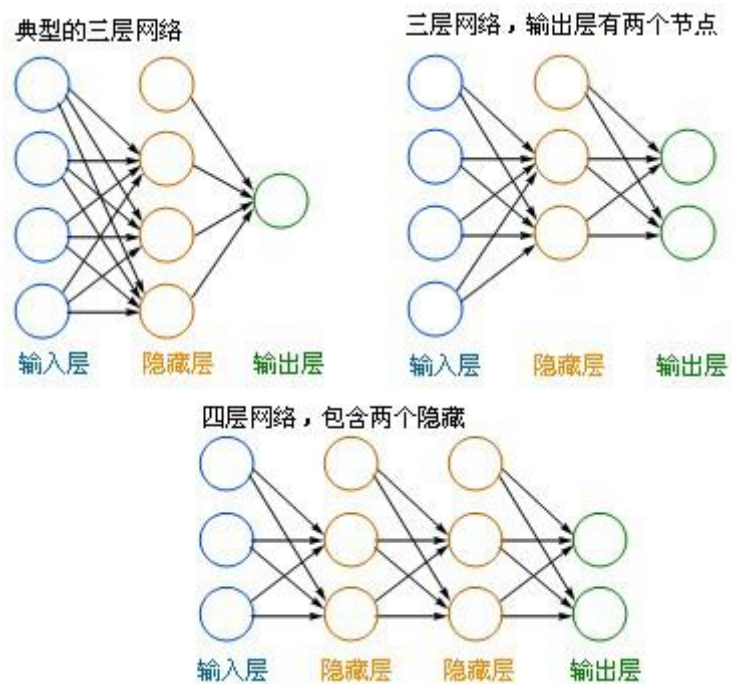 典型的三层网络
三层网络，输出层有两个节点
输入层 隐藏层 输出层
输入层 隐藏层 输出层
四层网络，包含两个隐藏
输入层 隐藏层 隐藏层 输出层